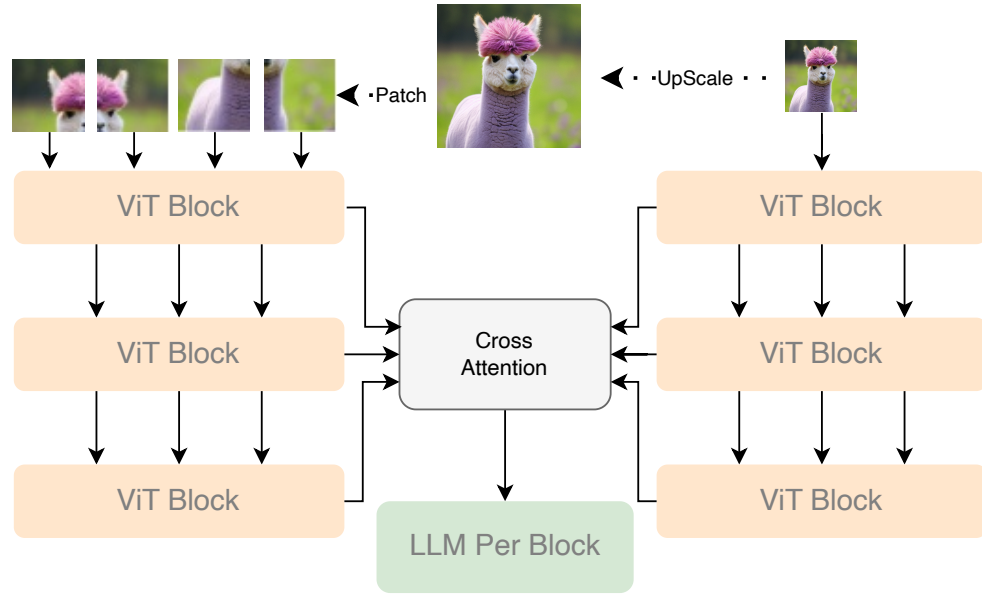 UpScale
Patch
ViT Block
ViT Block
ViT Block
ViT Block
Cross
Attention
ViT Block
ViT Block
LLM Per Block